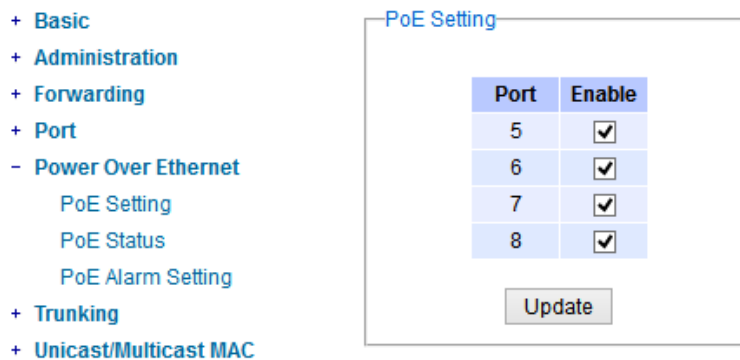 + Basic
+ Administration
+ Forwarding
+ Port
- Power Over Ethernet
PoE Setting
PoE Status
PoE Alarm Setting
+ Trunking
+ Unicast/Multicast MAC
PoE Setting
Port Enable
5
6
7
8
Update